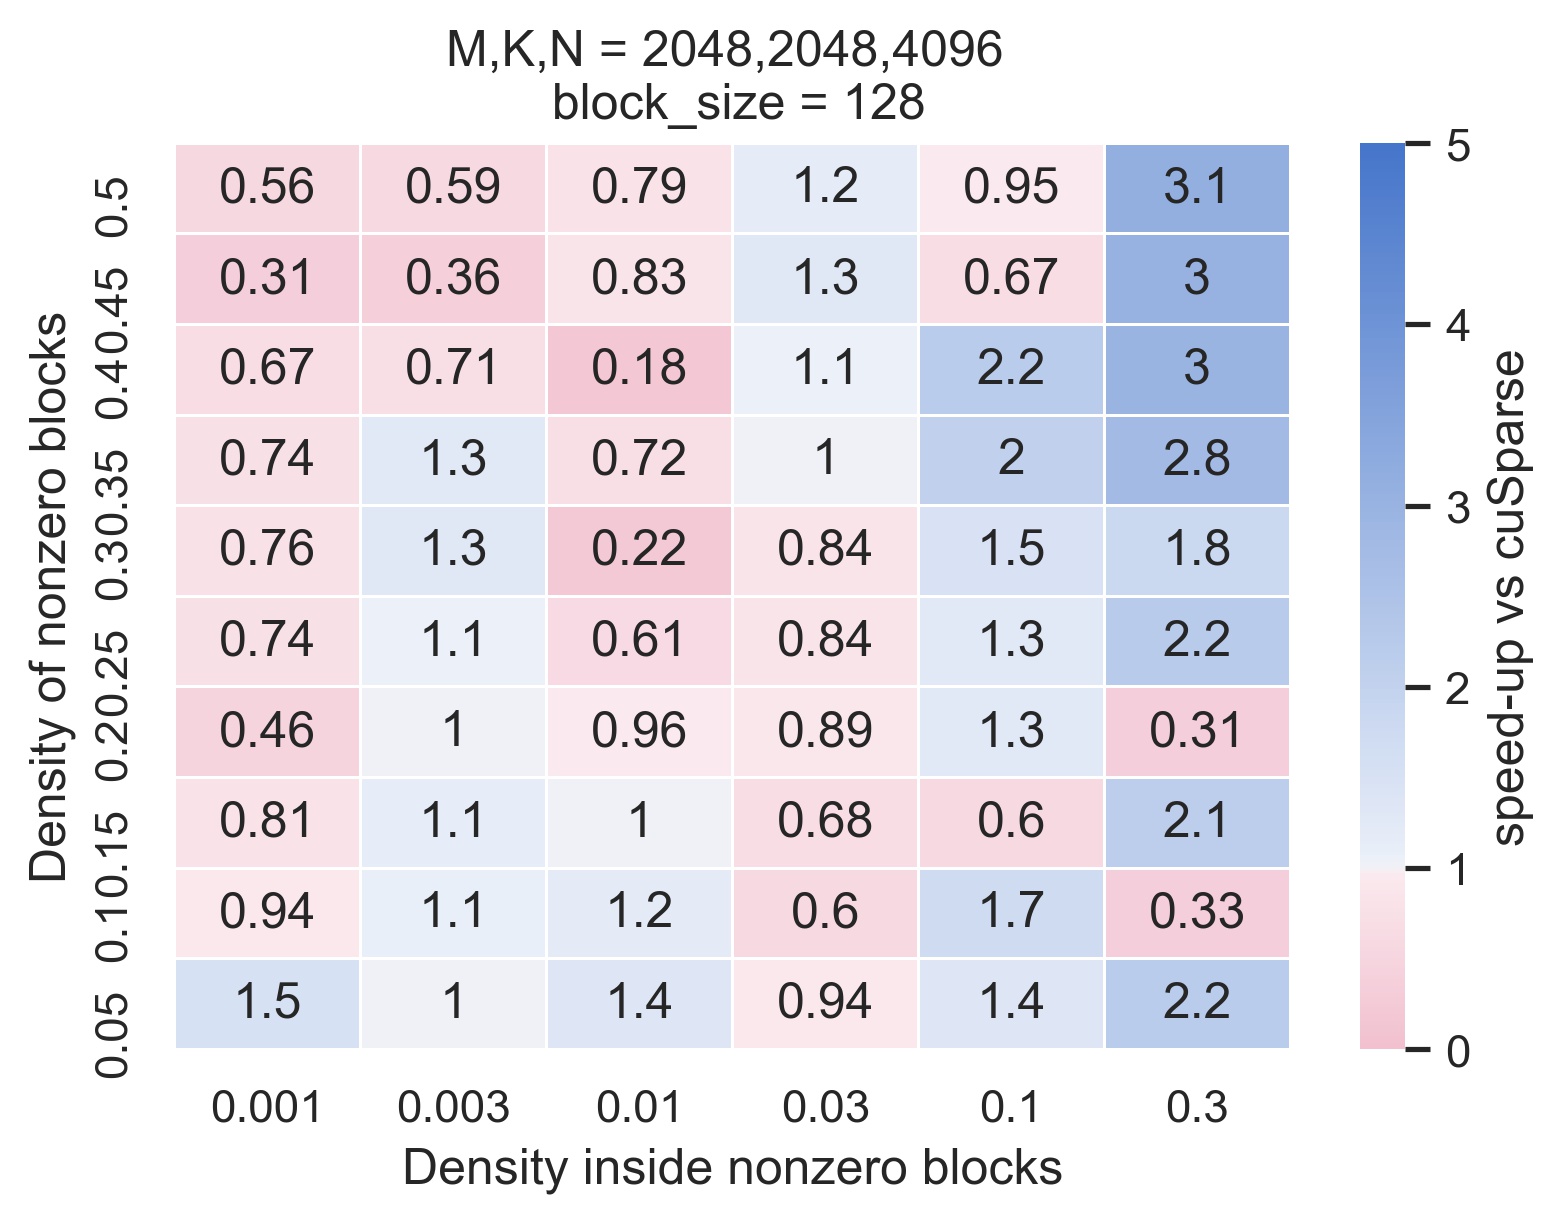 M,K,N = 2048,2048,4096
block_size = 128
Density of nonzero blocks
0.5 0.56 0.59 0.79 1.2 0.95 3.1
0.45 0.31 0.36 0.83 1.3 0.67 3
0.4 0.67 0.71 0.18 1.1 2.2 3
0.35 0.74 1.3 0.72 1 2 2.8
0.3 0.76 1.3 0.22 0.84 1.5 1.8
0.25 0.74 1.1 0.61 0.84 1.3 2.2
0.2 0.46 1 0.96 0.89 1.3 0.31
0.15 0.81 1.1 1 0.68 0.6 2.1
0.1 0.94 1.1 1.2 0.6 1.7 0.33
0.05 1.5 1 1.4 0.94 1.4 2.2
0.001 0.003 0.01 0.03 0.1 0.3
Density inside nonzero blocks
5
4
3
2
1
0
speed-up vs cuSparse